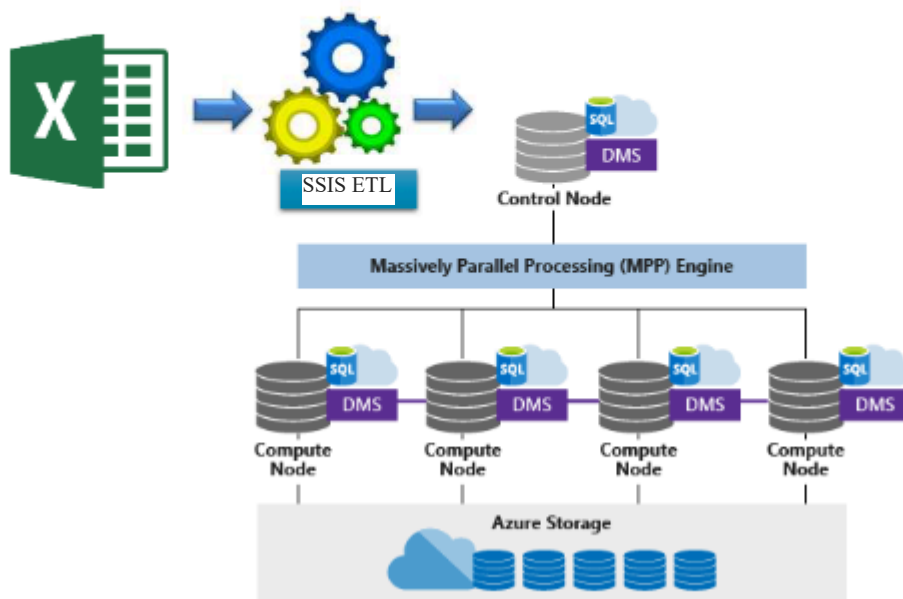 X
SSIS ETL
SQL
DMS
Control Node
Massively Parallel Processing (MPP) Engine
SQL
DMS
Compute
Node
SQL
DMS
Compute
Node
SQL
DMS
Compute
Node
SQL
DMS
Compute
Node
Azure Storage